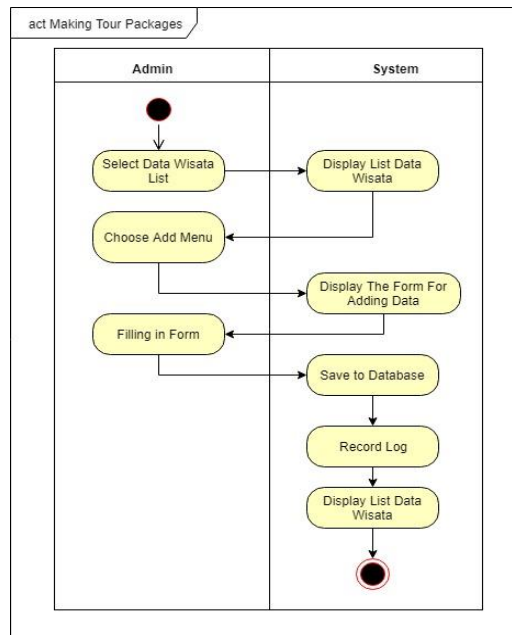 act Making Tour Packages
Admin
System
Select Data Wisata
List
Display List Data
Wisata
Choose Add Menu
Display The Form For
Adding Data
Filling in Form
Save to Database
Record Log
Display List Data
Wisata